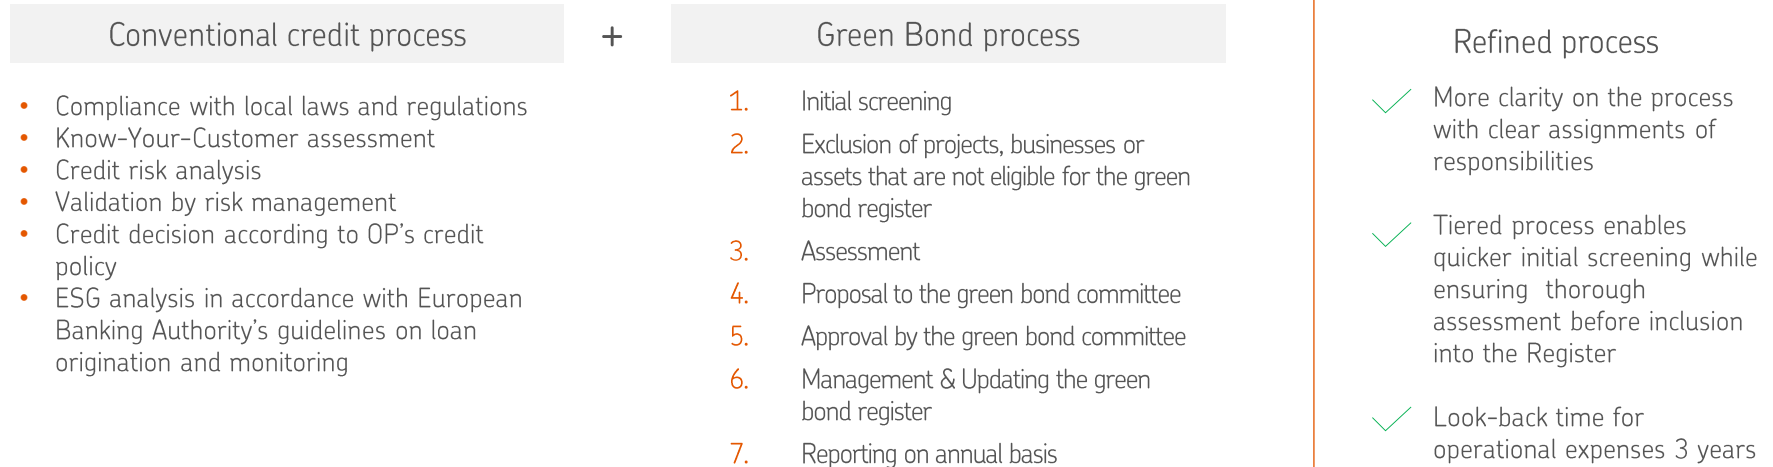 Conventional credit process
• Compliance with local laws and regulations
• Know-Your-Customer assessment
• Credit risk analysis
• Validation by risk management
• Credit decision according to OP's credit
policy
• ESG analysis in accordance with European
Banking Authority's guidelines on loan
origination and monitoring
+
Green Bond process
1. Initial screening
2. Exclusion of projects, businesses or
assets that are not eligible for the green
bond register
3. Assessment
4. Proposal to the green bond committee
5. Approval by the green bond committee
6. Management & Updating the green
bond register
7. Reporting on annual basis
Refined process
More clarity on the process
with clear assignments of
responsibilities
Tiered process enables
quicker initial screening while
ensuring thorough
assessment before inclusion
into the Register
Look-back time for
operational expenses 3 years